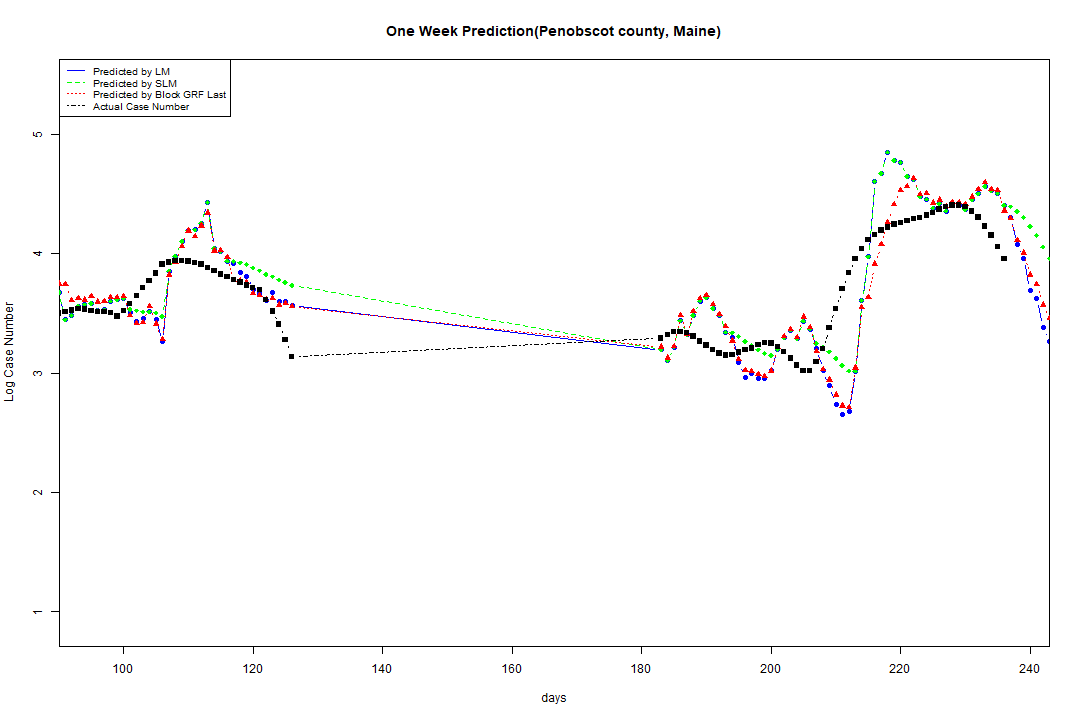 One Week Prediction(Penobscot county, Maine)
Predicted by LM
Predicted by SLM
Predicted by Block GRF Last
Actual Case Number
Log Case Number
5
4
3
2
1
100 120 140 160 180 200 220 240
days